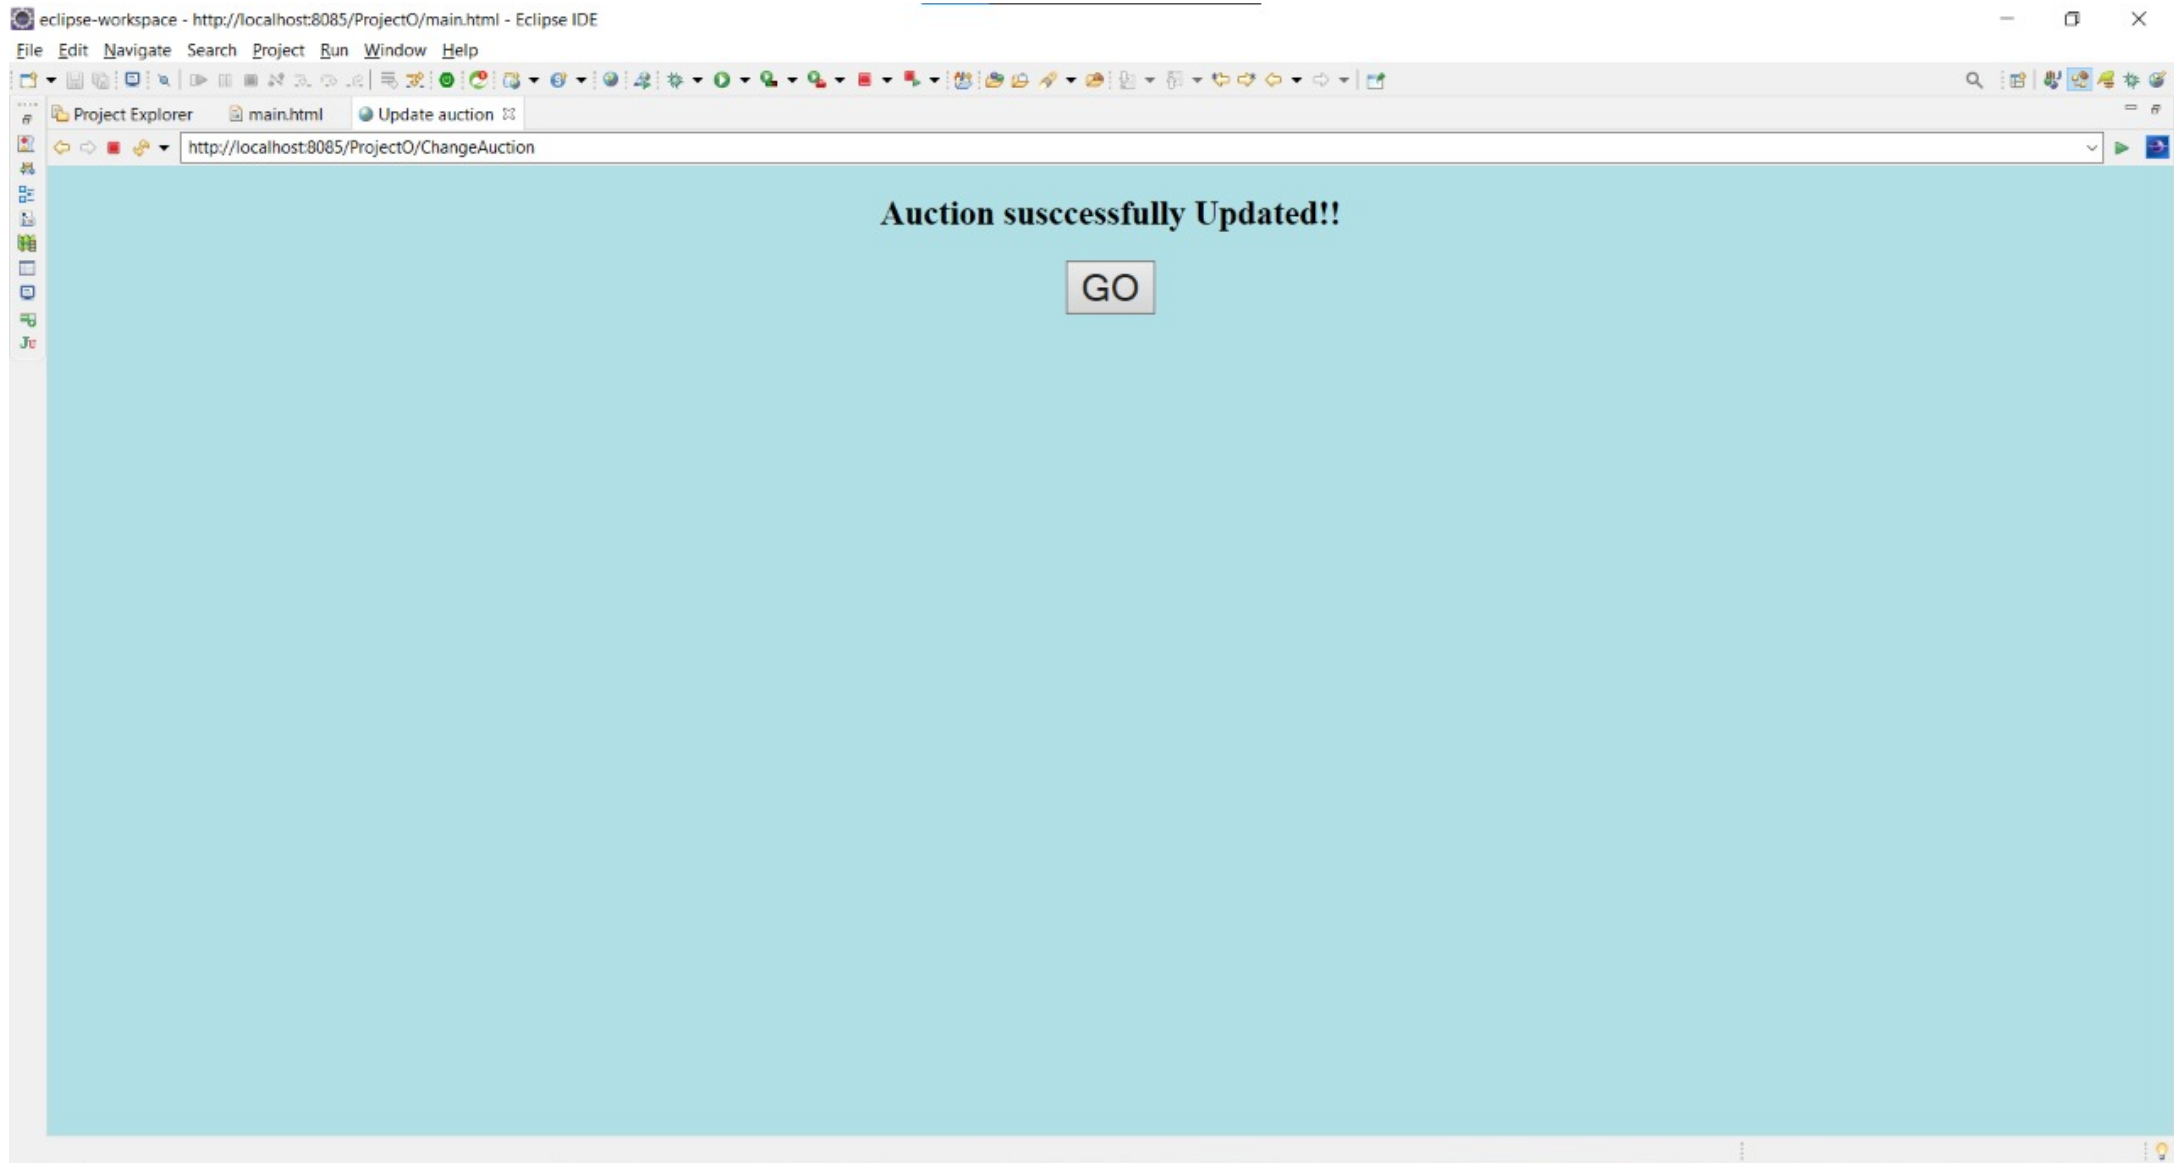 eclipse-workspace - http://localhost:8085/ProjectO/main.html - Eclipse IDE
File Edit Navigate Search Project Run Window Help
Project Explorer main.html Update auction
http://localhost:8085/ProjectO/ChangeAuction
Auction susccessfully Updated!!
GO
Ju